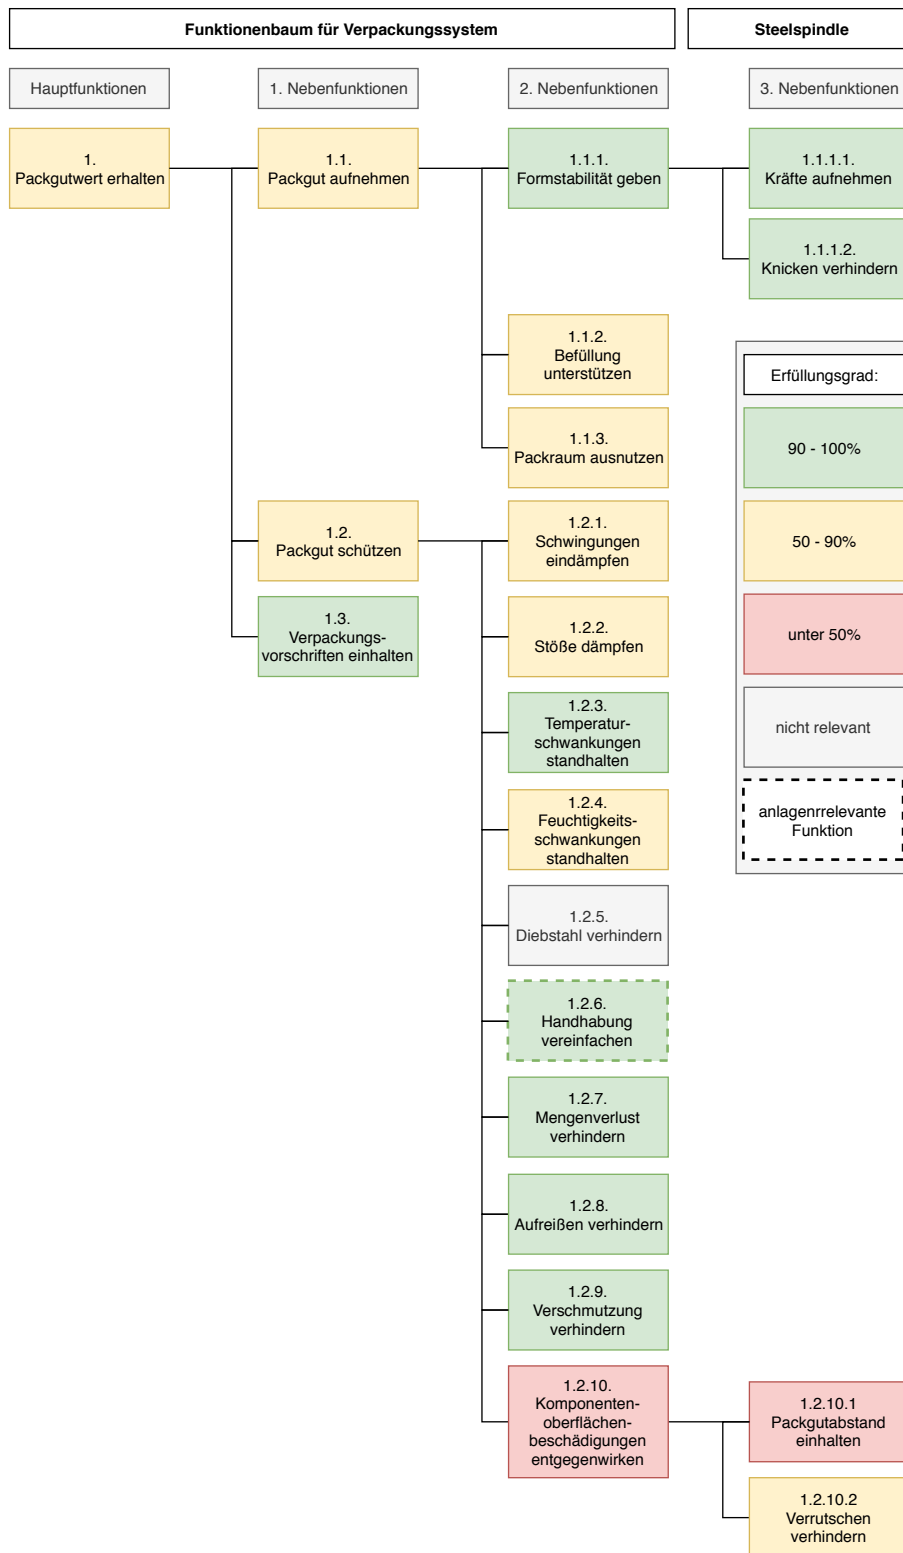 Funktionenbaum für Verpackungssystem
Steelspindle
Hauptfunktionen
1. Nebenfunktionen
2. Nebenfunktionen
3. Nebenfunktionen
1.
Packgutwert erhalten
1.1.
Packgut aufnehmen
1.1.1.
Formstabilität geben
1.1.1.1.
Kräfte aufnehmen
1.1.1.2.
Knicken verhindern
1.1.2.
Befüllung
unterstützen
1.1.3.
Packraum ausnutzen
1.2.
Packgut schützen
1.2.1.
Schwingungen
eindämpfen
1.3.
Verpackungs-
vorschriften einhalten
1.2.2.
Stöße dämpfen
1.2.3.
Temperatur-
schwankungen
standhalten
1.2.4.
Feuchtigkeits-
schwankungen
standhalten
1.2.5.
Diebstahl verhindern
1.2.6.
Handhabung
vereinfachen
1.2.7.
Mengenverlust
verhindern
1.2.8.
Aufreißen verhindern
1.2.9.
Verschmutzung
verhindern
1.2.10.
Komponenten-
oberflächen-
beschädigungen
entgegenwirken
1.2.10.1
Packgutabstand
einhalten
1.2.10.2
Verrutschen
verhindern
Erfüllungsgrad:
90 - 100%
50 - 90%
unter 50%
nicht relevant
anlagenrrelevante
Funktion